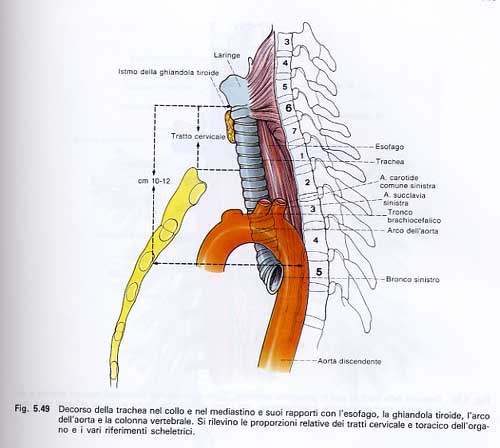 Laringe
Istmo della ghiandola tiroide
Tratto cervicale
cm 10-12
3
4
5
6
7
1
2
3
4
5
Esofago
Trachea
A. carotide
comune sinistra
A. succlavia
sinistra
Tronco
brachiocefalico
Arco dell'aorta
Bronco sinistro
Aorta discendente
Fig. 5.49 Decorso della trachea nel collo e nel mediastino e suoi rapporti con l'esofago, la ghiandola tiroide, l'arco
dell'aorta e la colonna vertebrale. Si rilevino le proporzioni relative dei tratti cervicale e toracico dell'orga-
no e i vari riferimenti scheletrici.